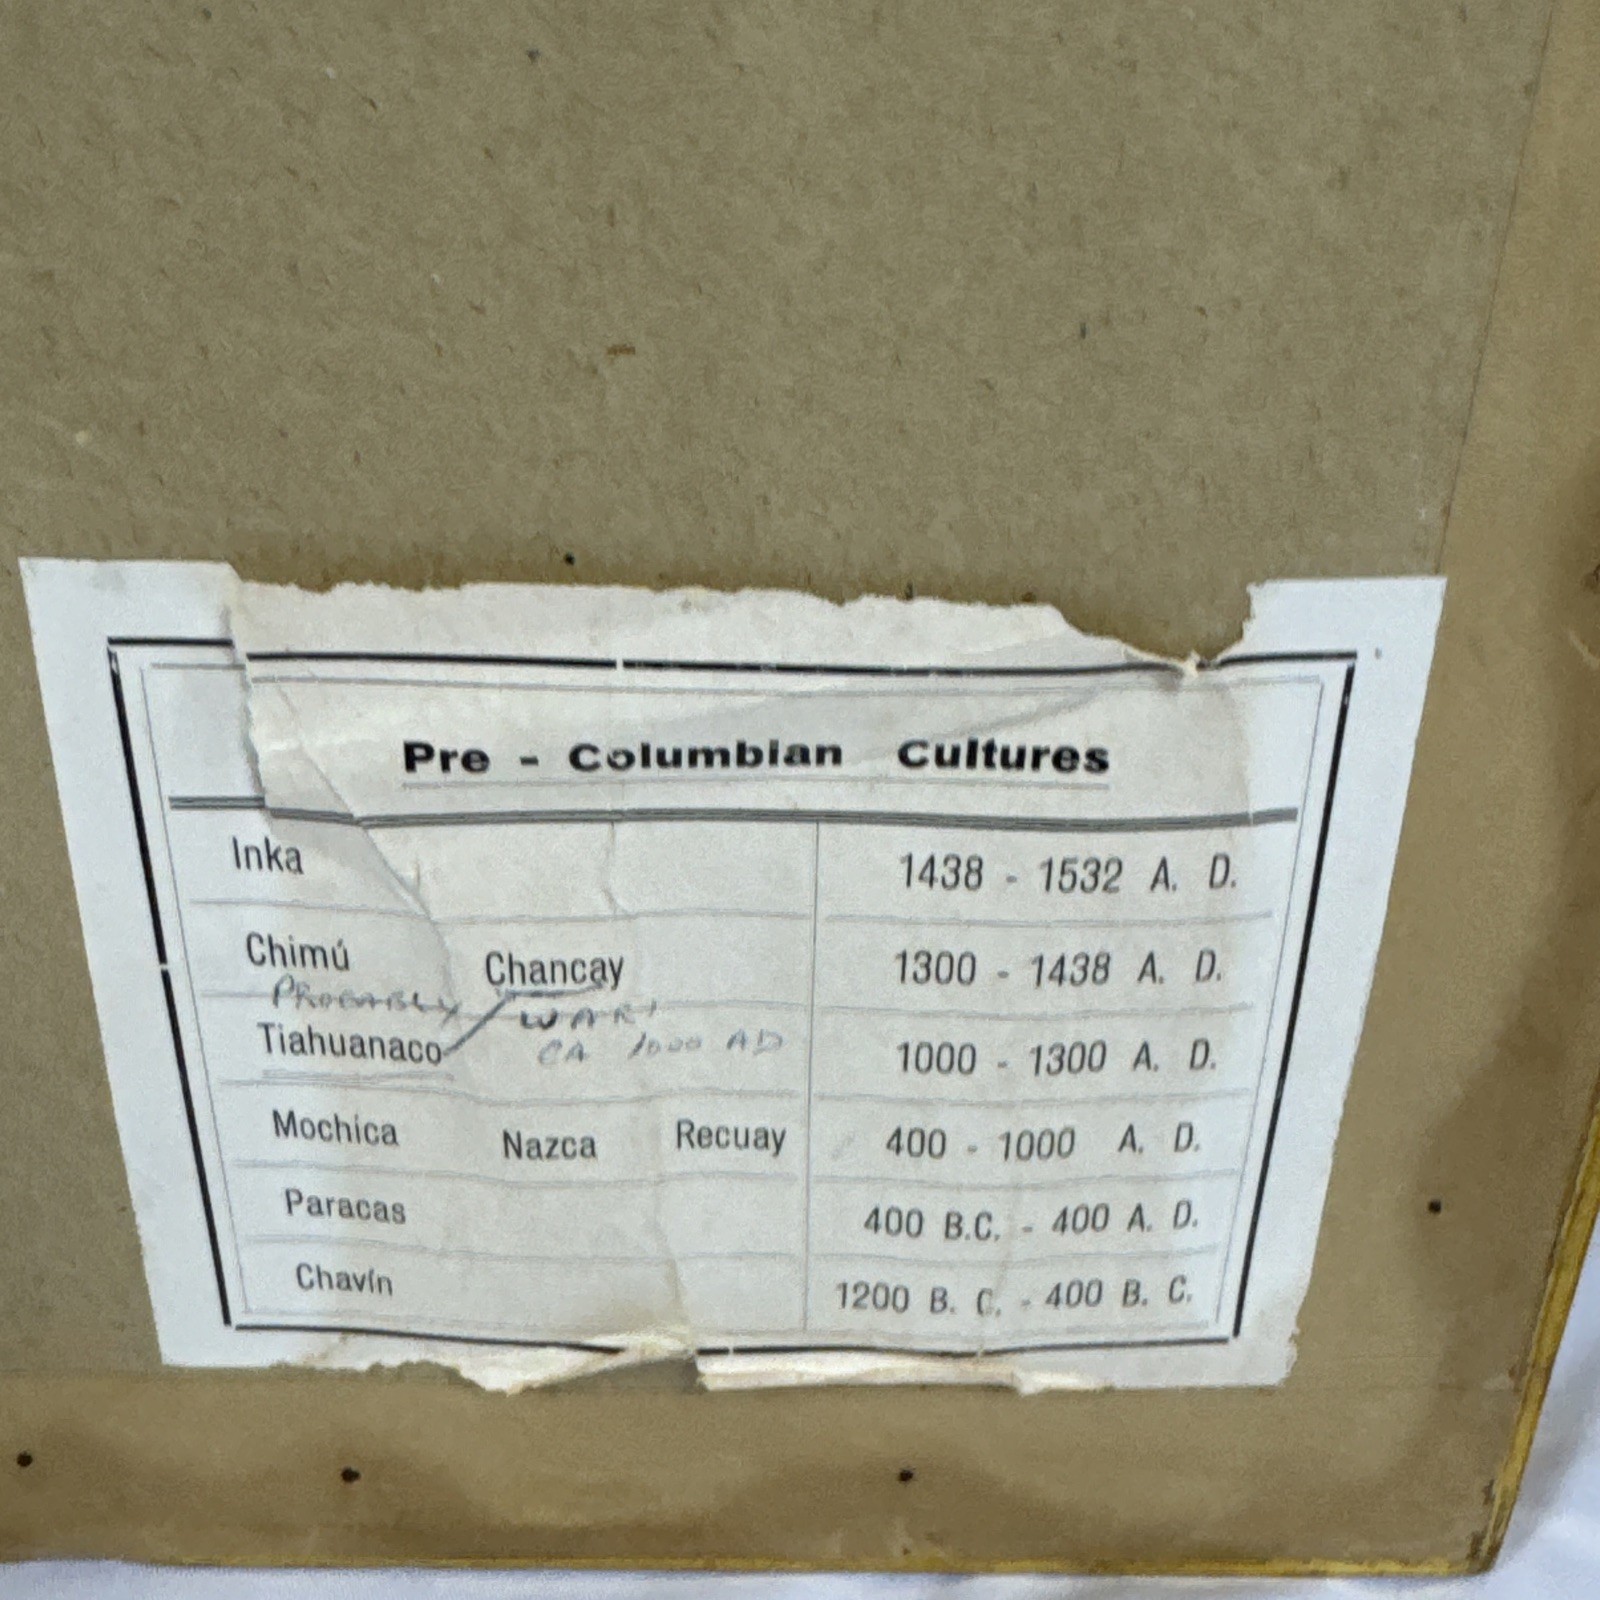 Pre - Columbian Cultures
Inka 1438 - 1532 A. D.
Chimú Chancay 1300 - 1438 A. D.
PROBABLY WARI
Tiahuanaco CA 1000 AD 1000 - 1300 A. D.
Mochica Nazca Recuay 400 - 1000 A. D.
Paracas 400 B.C. - 400 A. D.
Chavín 1200 B. C. - 400 B. C.